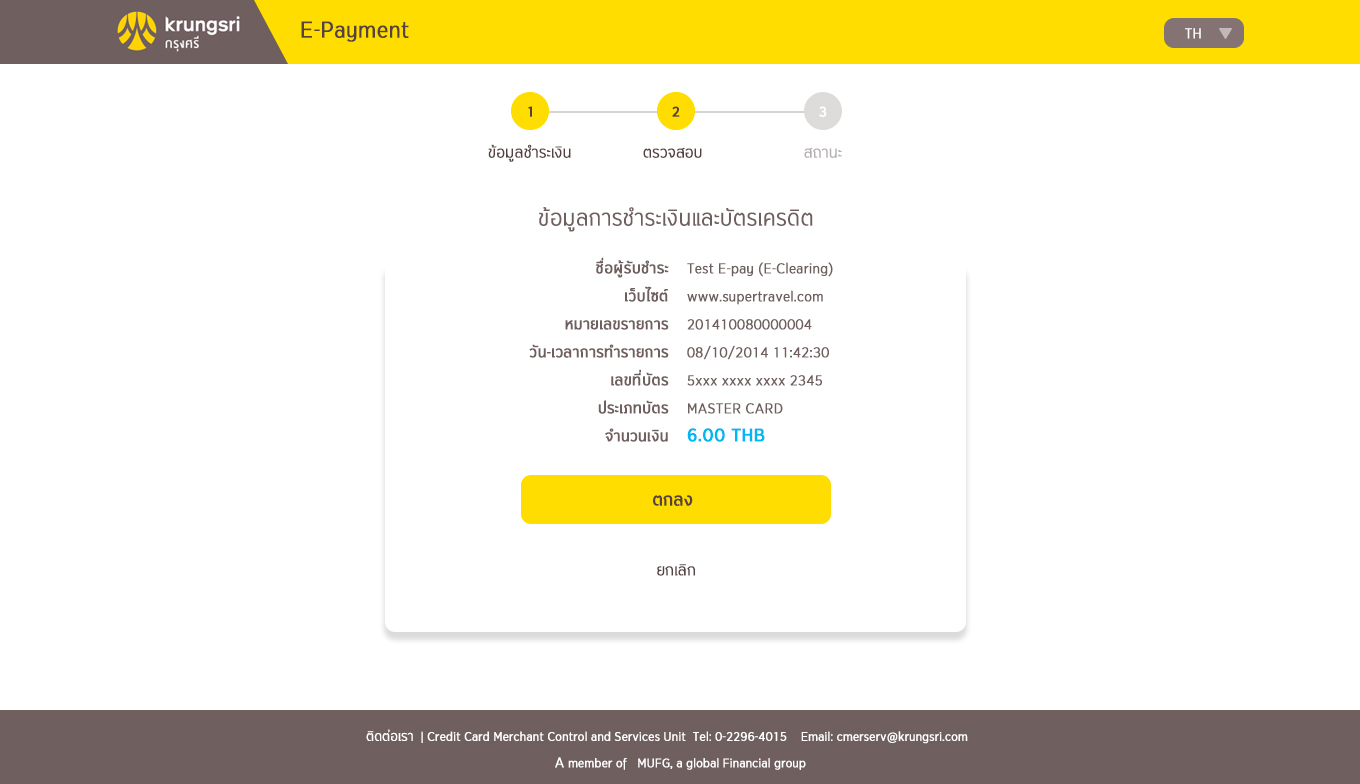 krungsri
กรุงศรี
E-Payment
TH
1 2 3
ข้อมูลชำระเงิน ตรวจสอบ สถานะ
ข้อมูลการชำระเงินและบัตรเครดิต
ชื่อผู้รับชำระ Test E-pay (E-Clearing)
เว็บไซต์ www.supertravel.com
หมายเลขรายการ 201410080000004
วัน-เวลาการทำรายการ 08/10/2014 11:42:30
เลขที่บัตร 5xxx xxxx xxxx 2345
ประเภทบัตร MASTER CARD
จำนวนเงิน 6.00 THB
ตกลง
ยกเลิก
ติดต่อเรา | Credit Card Merchant Control and Services Unit Tel: 0-2296-4015 Email: cmerserv@krungsri.com
A member of MUFG, a global Financial group